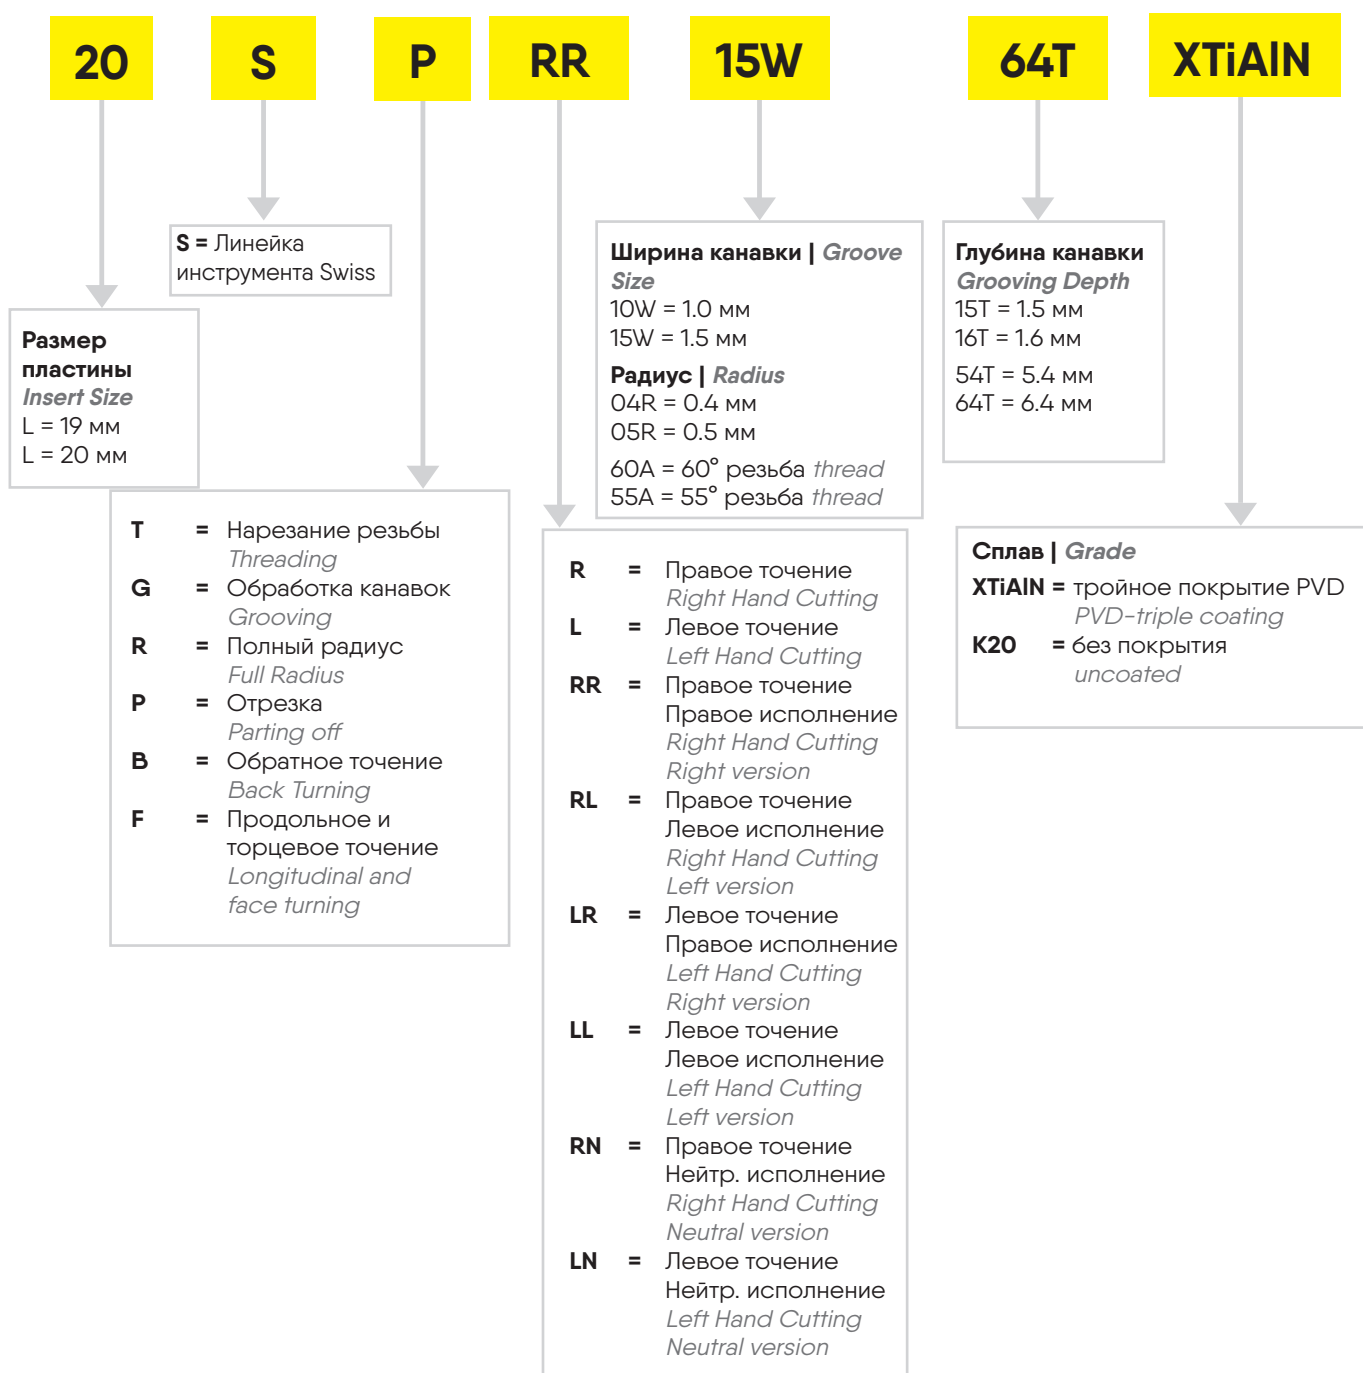 20 S P RR 15W 64T XTiAlN
S = Линейка
инструмента Swiss
Размер
пластины
Insert Size
L = 19 мм
L = 20 мм
Ширина канавки | Groove
Size
10W = 1.0 мм
15W = 1.5 мм
Радиус | Radius
04R = 0.4 мм
05R = 0.5 мм
60A = 60° резьба thread
55A = 55° резьба thread
Глубина канавки
Grooving Depth
15T = 1.5 мм
16T = 1.6 мм
54T = 5.4 мм
64T = 6.4 мм
T = Нарезание резьбы
Threading
G = Обработка канавок
Grooving
R = Полный радиус
Full Radius
P = Отрезка
Parting off
B = Обратное точение
Back Turning
F = Продольное и
торцевое точение
Longitudinal and
face turning
R = Правое точение
Right Hand Cutting
L = Левое точение
Left Hand Cutting
RR = Правое точение
Правое исполнение
Right Hand Cutting
Right version
RL = Правое точение
Левое исполнение
Right Hand Cutting
Left version
LR = Левое точение
Правое исполнение
Left Hand Cutting
Right version
LL = Левое точение
Левое исполнение
Left Hand Cutting
Left version
RN = Правое точение
Нейтр. исполнение
Right Hand Cutting
Neutral version
LN = Левое точение
Нейтр. исполнение
Left Hand Cutting
Neutral version
Сплав | Grade
XTiAlN = тройное покрытие PVD
PVD-triple coating
K20 = без покрытия
uncoated